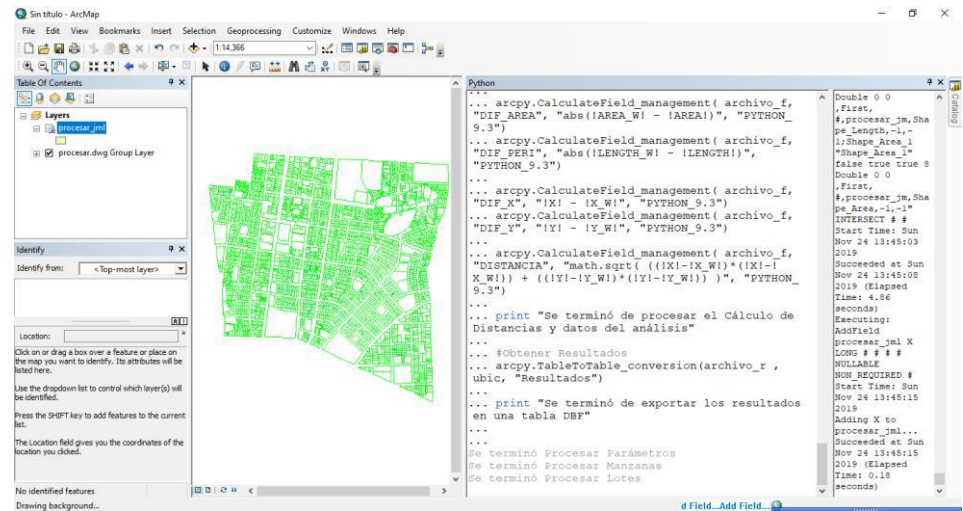 Sin título - ArcMap
File Edit View Bookmarks Insert Selection Geoprocessing Customize Windows Help
1:14,366
Table Of Contents
Layers
procesar_jml
procesar.dwg Group Layer
Identify
Identify from: <Top-most layer>
Location:
Click on or drag a box over a feature or place on
the map you want to identify. Its attributes will be
listed here.
Use the dropdown list to control which layer(s) will
be identified.
Press the SHIFT key to add features to the current
list.
The Location field gives you the coordinates of the
location you clicked.
No identified features
Drawing background...
Python
...
... arcpy.CalculateField_management( archivo_f,
"DIF_AREA", "abs(!AREA_W! - !AREA!)", "PYTHON_
9.3")
... arcpy.CalculateField_management( archivo_f,
"DIF_PERI", "abs(!LENGTH_W! - !LENGTH!)",
"PYTHON_9.3")
...
... arcpy.CalculateField_management( archivo_f,
"DIF_X", "!X! - !X_W!", "PYTHON_9.3")
... arcpy.CalculateField_management( archivo_f,
"DIF_Y", "!Y! - !Y_W!", "PYTHON_9.3")
...
... arcpy.CalculateField_management( archivo_f,
"DISTANCIA", "math.sqrt( ((!X!-!X_W!)*(!X!-!
X_W!)) + ((!Y!-!Y_W!)*(!Y!-!Y_W!)) )", "PYTHON_
9.3")
...
... print "Se terminó de procesar el Cálculo de
Distancias y datos del análisis"
...
... #Obtener Resultados
... arcpy.TableToTable_conversion(archivo_r ,
ubic, "Resultados")
...
... print "Se terminó de exportar los resultados
en una tabla DBF"
...
...
Se terminó Procesar Parámetros
Se terminó Procesar Manzanas
Se terminó Procesar Lotes
Double 0 0
,First,
#,procesar_jm,Sha
pe_Length,-1,-
1;Shape_Area_1
"Shape_Area_1"
false true true 8
Double 0 0
,First,
#,procesar_jm,Sha
pe_Area,-1,-1"
INTERSECT # #
Start Time: Sun
Nov 24 13:45:03
2019
Succeeded at Sun
Nov 24 13:45:08
2019 (Elapsed
Time: 4.86
seconds)
Executing:
AddField
procesar_jml X
LONG # # # #
NULLABLE
NON_REQUIRED #
Start Time: Sun
Nov 24 13:45:15
2019
Adding X to
procesar_jml...
Succeeded at Sun
Nov 24 13:45:15
2019 (Elapsed
Time: 0.18
seconds)
Catalog
d Field...Add Field...